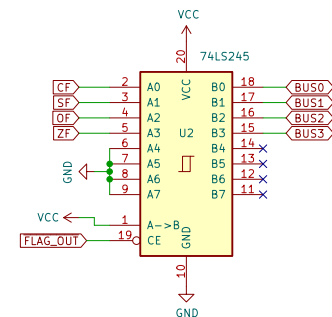 VCC
74LS245
20
VCC
CF 2 A0 B0 18 BUS0
SF 3 A1 B1 17 BUS1
OF 4 A2 B2 16 BUS2
ZF 5 A3 U2 B3 15 BUS3
6 A4 B4 14
GND 7 A5 B5 13
8 A6 B6 12
9 A7 B7 11
VCC 1 A->B
FLAG_OUT 19 CE
GND
10
GND